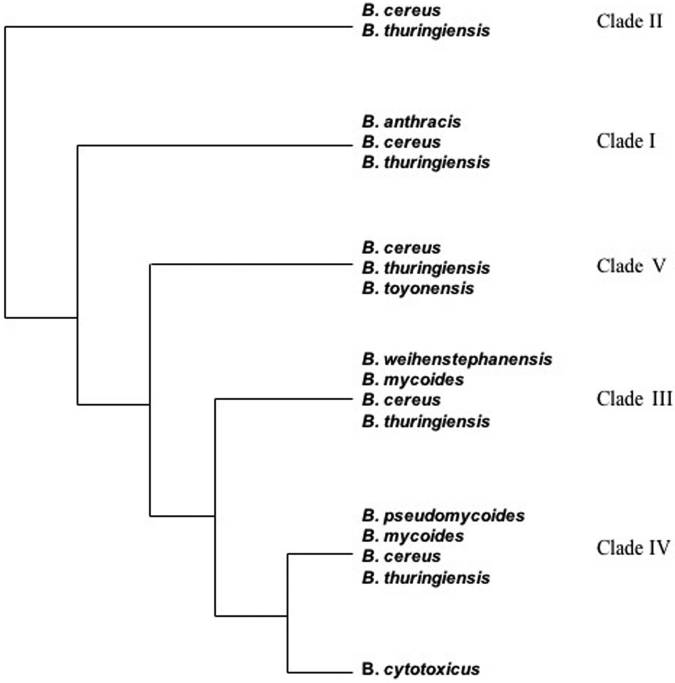 B. cereus
B. thuringiensis
Clade II
B. anthracis
B. cereus
B. thuringiensis
Clade I
B. cereus
B. thuringiensis
B. toyonensis
Clade V
B. weihenstephanensis
B. mycoides
B. cereus
B. thuringiensis
Clade III
B. pseudomycoides
B. mycoides
B. cereus
B. thuringiensis
Clade IV
B. cytotoxicus